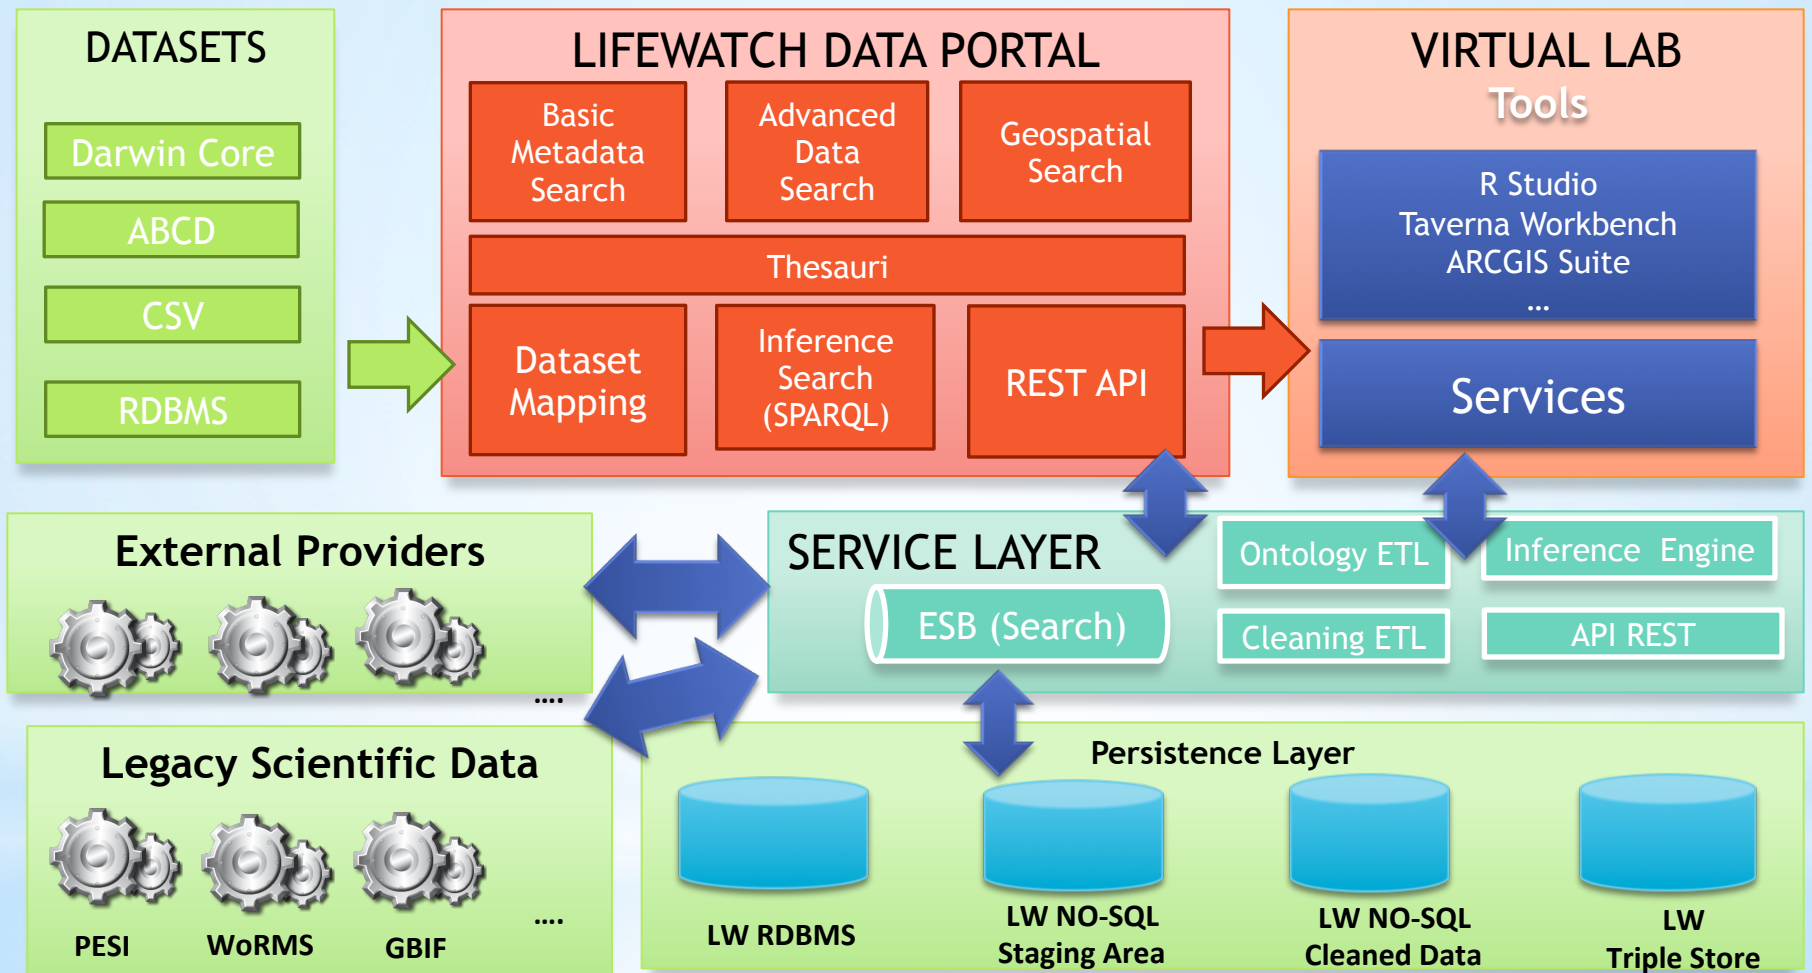 DATASETS
Darwin Core
ABCD
CSV
RDBMS
LIFEWATCH DATA PORTAL
Basic
Metadata
Search
Advanced
Data
Search
Geospatial
Search
Thesauri
Dataset
Mapping
Inference
Search
(SPARQL)
REST API
VIRTUAL LAB
Tools
R Studio
Taverna Workbench
ARCGIS Suite
...
Services
External Providers
....
SERVICE LAYER
ESB (Search)
Ontology ETL
Inference Engine
Cleaning ETL
API REST
Legacy Scientific Data
PESI
WoRMS
GBIF
....
Persistence Layer
LW RDBMS
LW NO-SQL
Staging Area
LW NO-SQL
Cleaned Data
LW
Triple Store